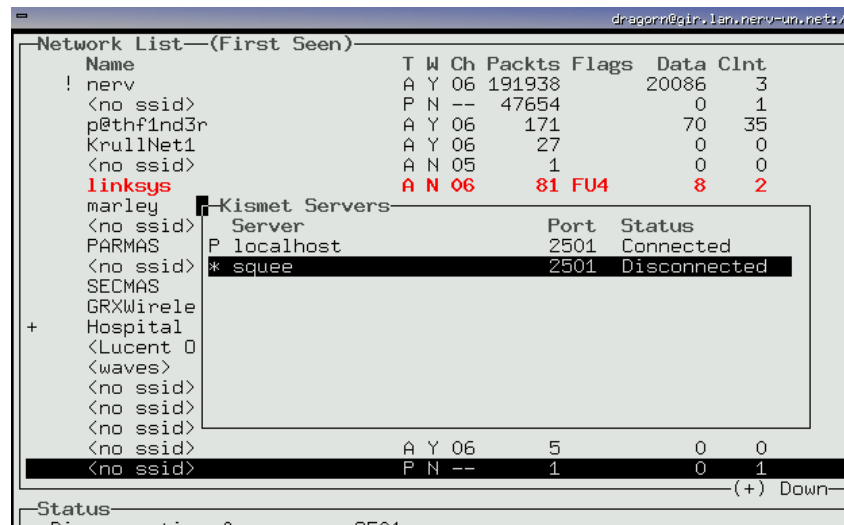 dragorn@gir.lan.nerv-un.net:/
Network List—(First Seen)
Name T W Ch Packts Flags Data Clnt
! nerv A Y 06 191938 20086 3
<no ssid> P N -- 47654 0 1
p@thf1nd3r A Y 06 171 70 35
KrullNet1 A Y 06 27 0 0
<no ssid> A N 05 1 0 0
linksys A N 06 81 FU4 8 2
marley Kismet Servers
<no ssid> Server Port Status
PARMAS P localhost 2501 Connected
<no ssid> * squee 2501 Disconnected
SECMAS
GRXWirele
+ Hospital
<Lucent O
<waves>
<no ssid>
<no ssid>
<no ssid>
<no ssid> A Y 06 5 0 0
<no ssid> P N -- 1 0 1
(+) Down
Status